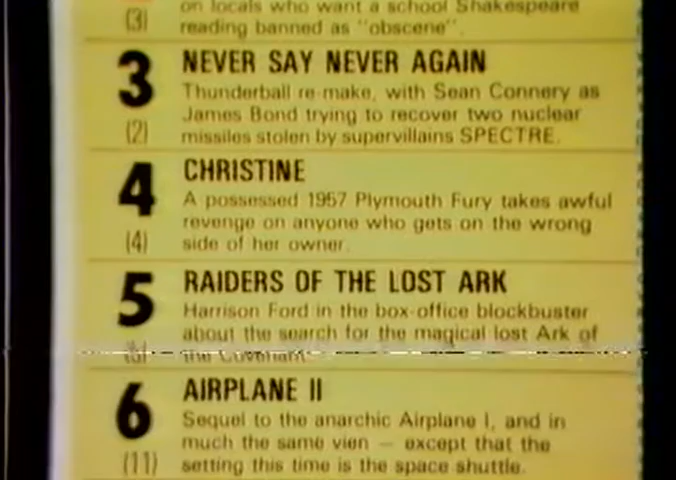 on locals who want a school Shakespeare
(3) reading banned as "obscene".
3 NEVER SAY NEVER AGAIN
Thunderball re-make, with Sean Connery as
James Bond trying to recover two nuclear
(2) missiles stolen by supervillains SPECTRE.
4 CHRISTINE
A possessed 1957 Plymouth Fury takes awful
revenge on anyone who gets on the wrong
(4) side of her owner.
5 RAIDERS OF THE LOST ARK
Harrison Ford in the box-office blockbuster
about the search for the magical lost Ark of
the Covenant.
6 AIRPLANE II
Sequel to the anarchic Airplane I, and in
much the same vien — except that the
(11) setting this time is the space shuttle.